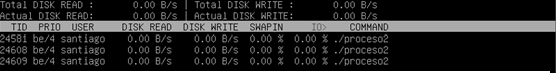 Total DISK READ : 0.00 B/s | Total DISK WRITE : 0.00 B/s
Actual DISK READ: 0.00 B/s | Actual DISK WRITE: 0.00 B/s
TID PRIO USER DISK READ DISK WRITE SWAPIN IO> COMMAND
24581 be/4 santiago 0.00 B/s 0.00 B/s 0.00 % 0.00 % ./proceso2
24608 be/4 santiago 0.00 B/s 0.00 B/s 0.00 % 0.00 % ./proceso2
24609 be/4 santiago 0.00 B/s 0.00 B/s 0.00 % 0.00 % ./proceso2